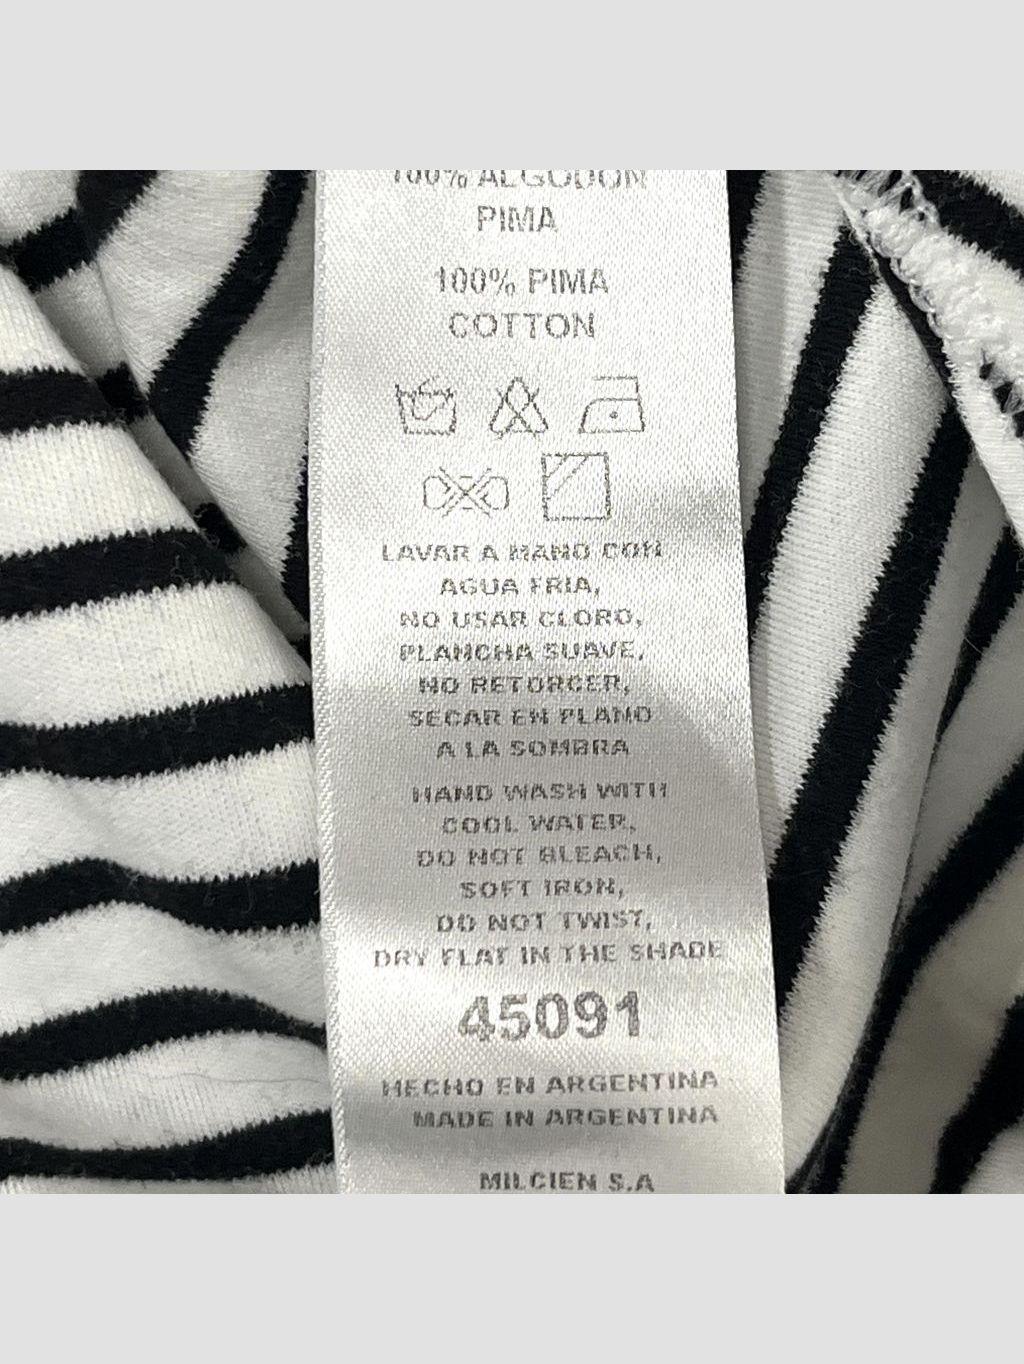 100% ALGODON
PIMA
100% PIMA
COTTON
LAVAR A MANO CON
AGUA FRIA,
NO USAR CLORO,
PLANCHA SUAVE,
NO RETORCER,
SECAR EN PLANO
A LA SOMBRA
HAND WASH WITH
COOL WATER,
DO NOT BLEACH,
SOFT IRON,
DO NOT TWIST,
DRY FLAT IN THE SHADE
45091
HECHO EN ARGENTINA
MADE IN ARGENTINA
MILCIEN S.A